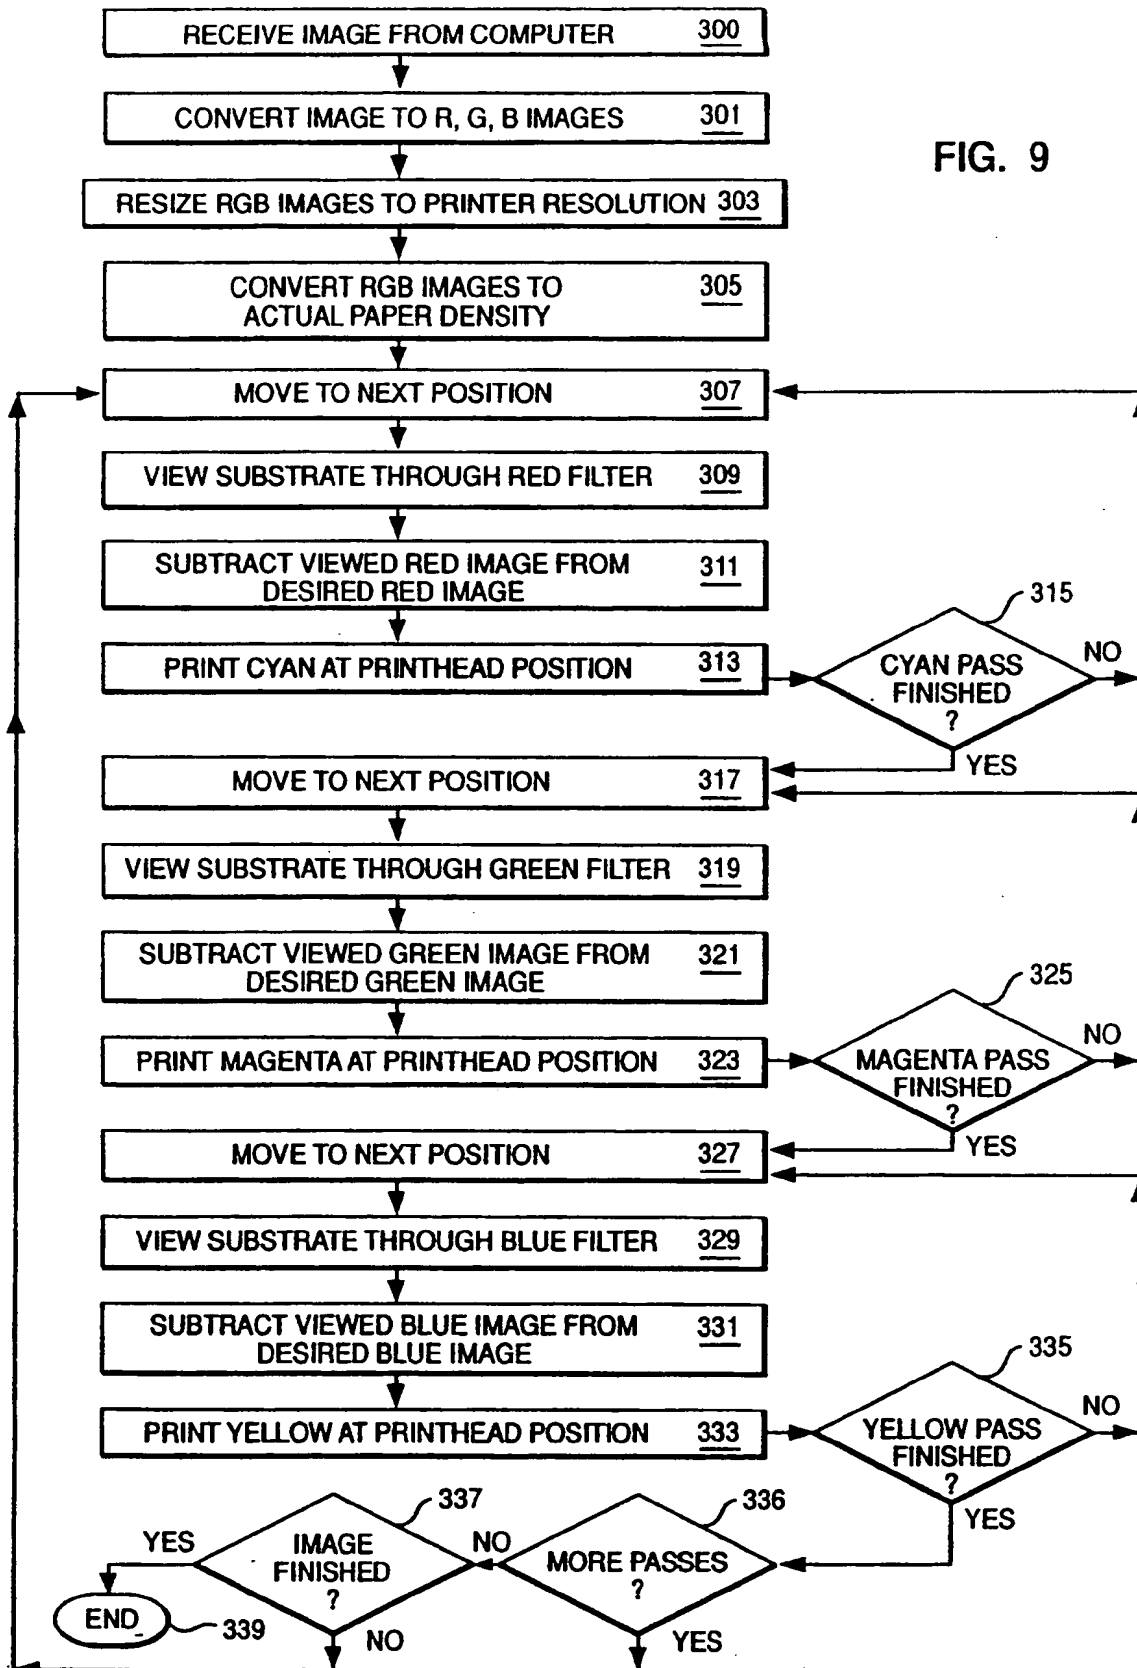 RECEIVE IMAGE FROM COMPUTER 300
CONVERT IMAGE TO R, G, B IMAGES 301
FIG. 9
RESIZE RGB IMAGES TO PRINTER RESOLUTION 303
CONVERT RGB IMAGES TO
ACTUAL PAPER DENSITY
305
MOVE TO NEXT POSITION 307
VIEW SUBSTRATE THROUGH RED FILTER 309
SUBTRACT VIEWED RED IMAGE FROM
DESIRED RED IMAGE
311
PRINT CYAN AT PRINTHEAD POSITION 313
315
CYAN PASS
FINISHED
?
NO
YES
MOVE TO NEXT POSITION 317
VIEW SUBSTRATE THROUGH GREEN FILTER 319
SUBTRACT VIEWED GREEN IMAGE FROM
DESIRED GREEN IMAGE
321
PRINT MAGENTA AT PRINTHEAD POSITION 323
325
MAGENTA PASS
FINISHED
?
NO
YES
MOVE TO NEXT POSITION 327
VIEW SUBSTRATE THROUGH BLUE FILTER 329
SUBTRACT VIEWED BLUE IMAGE FROM
DESIRED BLUE IMAGE
331
PRINT YELLOW AT PRINTHEAD POSITION 333
335
YELLOW PASS
FINISHED
?
NO
YES
336
MORE PASSES
?
NO
YES
337
IMAGE
FINISHED
?
YES
NO
END
339